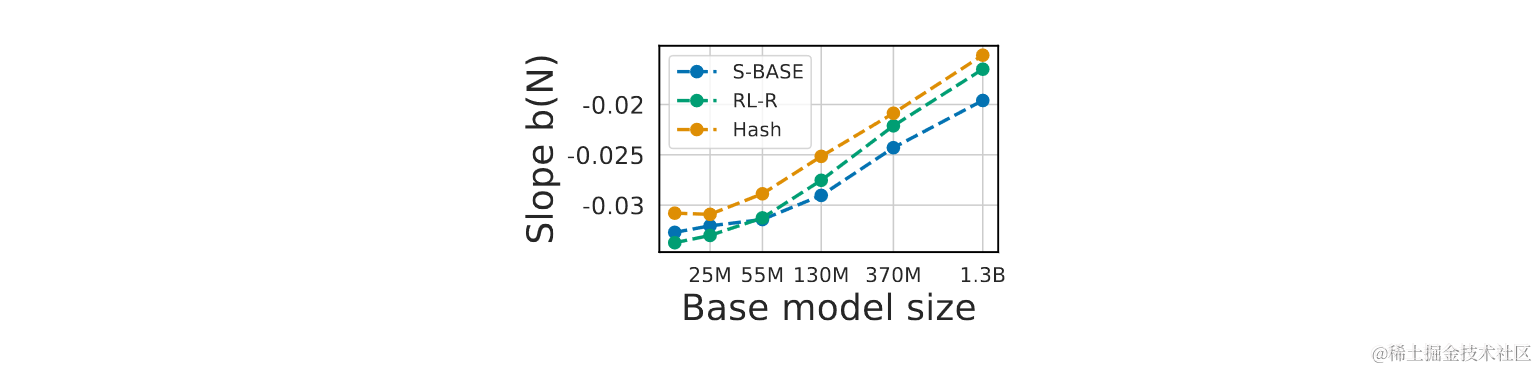 Slope b(N)
-0.02
-0.025
-0.03
S-BASE
RL-R
Hash
25M 55M 130M 370M 1.3B
Base model size
@稀土掘金技术社区